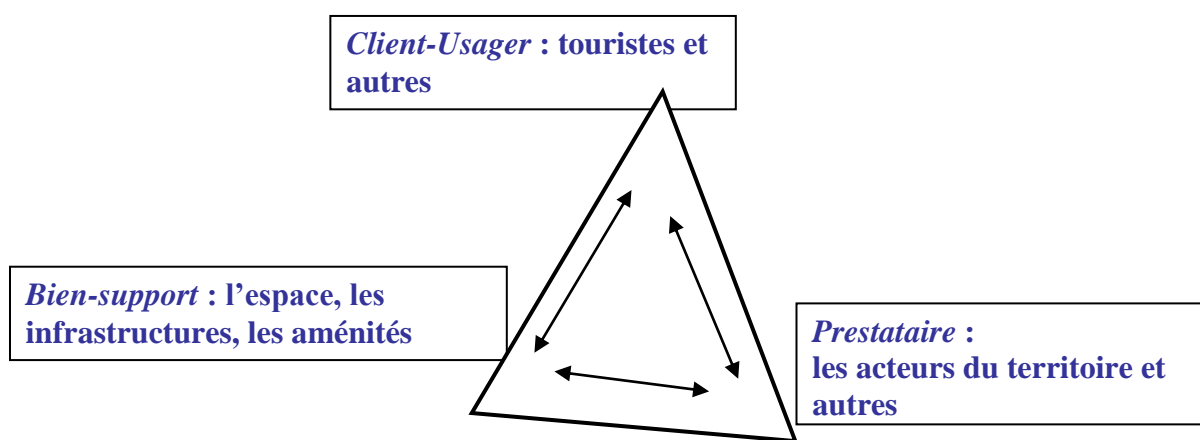 Client-Usager : touristes et
autres
Bien-support : l’espace, les
infrastructures, les aménités
Prestataire :
les acteurs du territoire et
autres